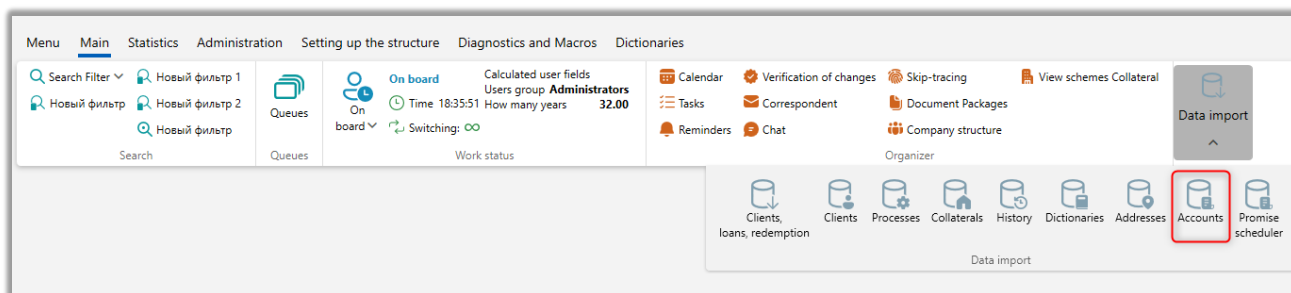 Menu Main Statistics Administration Setting up the structure Diagnostics and Macros Dictionaries
Search Filter
Новый фильтр 1
Новый фильтр
Новый фильтр 2
Новый фильтр
Search
Queues
Queues
On
board
On board
Time 18:35:51
Switching: ∞
Calculated user fields
Users group Administrators
How many years 32.00
Work status
Calendar
Verification of changes
Skip-tracing
View schemes Collateral
Tasks
Correspondent
Document Packages
Reminders
Chat
Company structure
Organizer
Data import
Clients,
loans, redemption
Clients
Processes
Collaterals
History
Dictionaries
Addresses
Accounts
Promise
scheduler
Data import